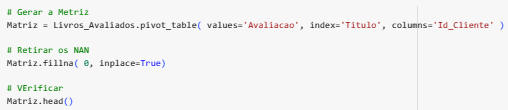 # Gerar a Metriz
Matriz = Livros_Avaliados.pivot_table( values='Avaliacao', index='Titulo', columns='Id_Cliente' )
# Retirar os NAN
Matriz.fillna( 0, inplace=True)
# VErificar
Matriz.head()